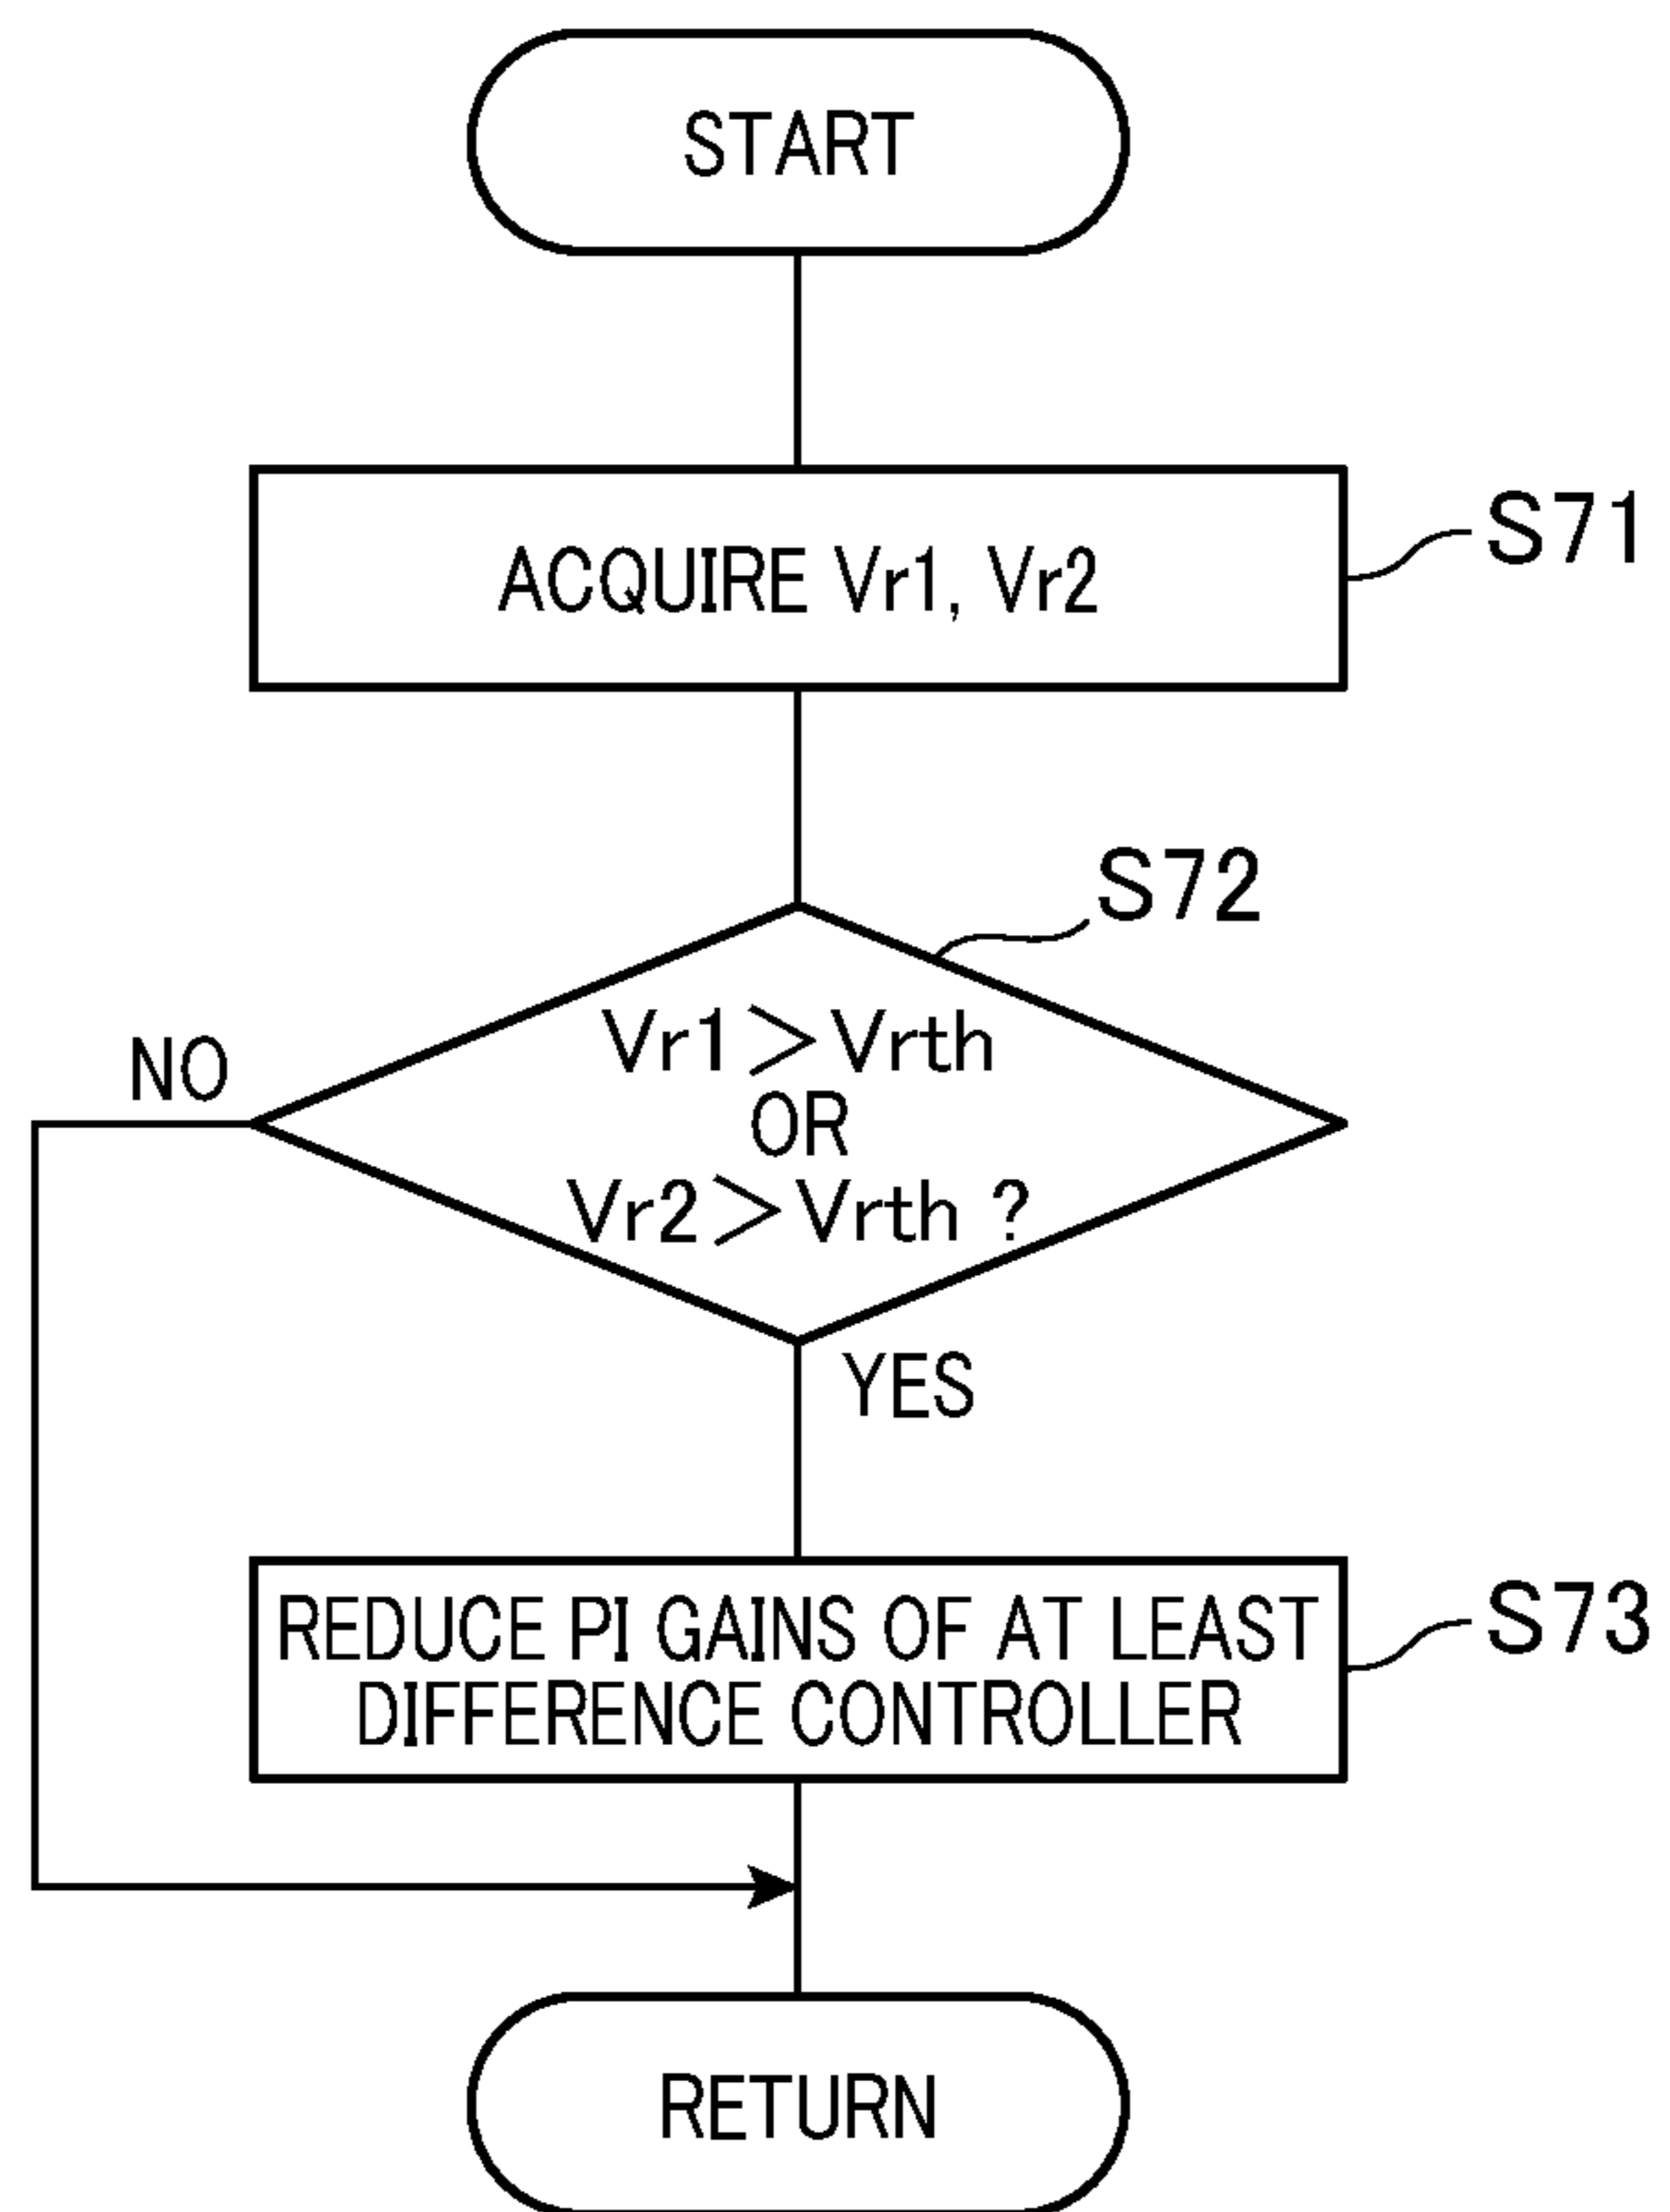 START
ACQUIRE Vr1, Vr2
S71
S72
Vr1>Vrth
OR
Vr2>Vrth ?
NO
YES
REDUCE PI GAINS OF AT LEAST
DIFFERENCE CONTROLLER
S73
RETURN